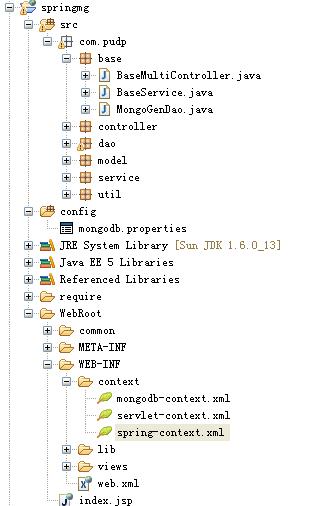 springmg
src
com.pudp
base
BaseMultiController.java
BaseService.java
MongoGenDao.java
controller
dao
model
service
util
config
mongodb.properties
JRE System Library [Sun JDK 1.6.0_13]
Java EE 5 Libraries
Referenced Libraries
require
WebRoot
common
META-INF
WEB-INF
context
mongodb-context.xml
servlet-context.xml
spring-context.xml
lib
views
web.xml
index.jsp